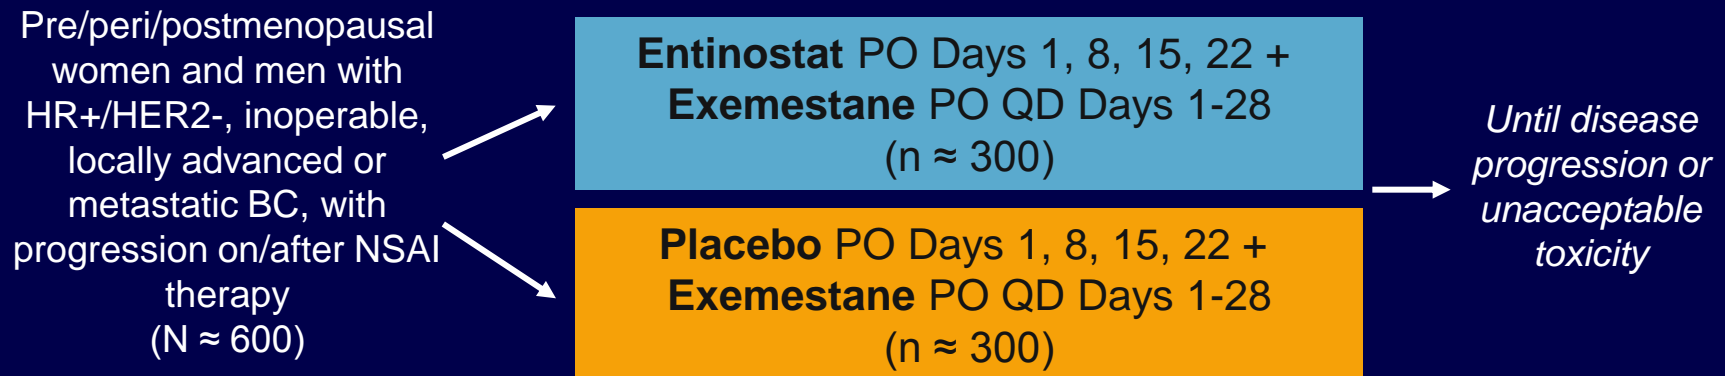 Pre/peri/postmenopausal
women and men with
HR+/HER2-, inoperable,
locally advanced or
metastatic BC, with
progression on/after NSAI
therapy
(N ≈ 600)
Entinostat PO Days 1, 8, 15, 22 +
Exemestane PO QD Days 1-28
(n ≈ 300)
Placebo PO Days 1, 8, 15, 22 +
Exemestane PO QD Days 1-28
(n ≈ 300)
Until disease
progression or
unacceptable
toxicity